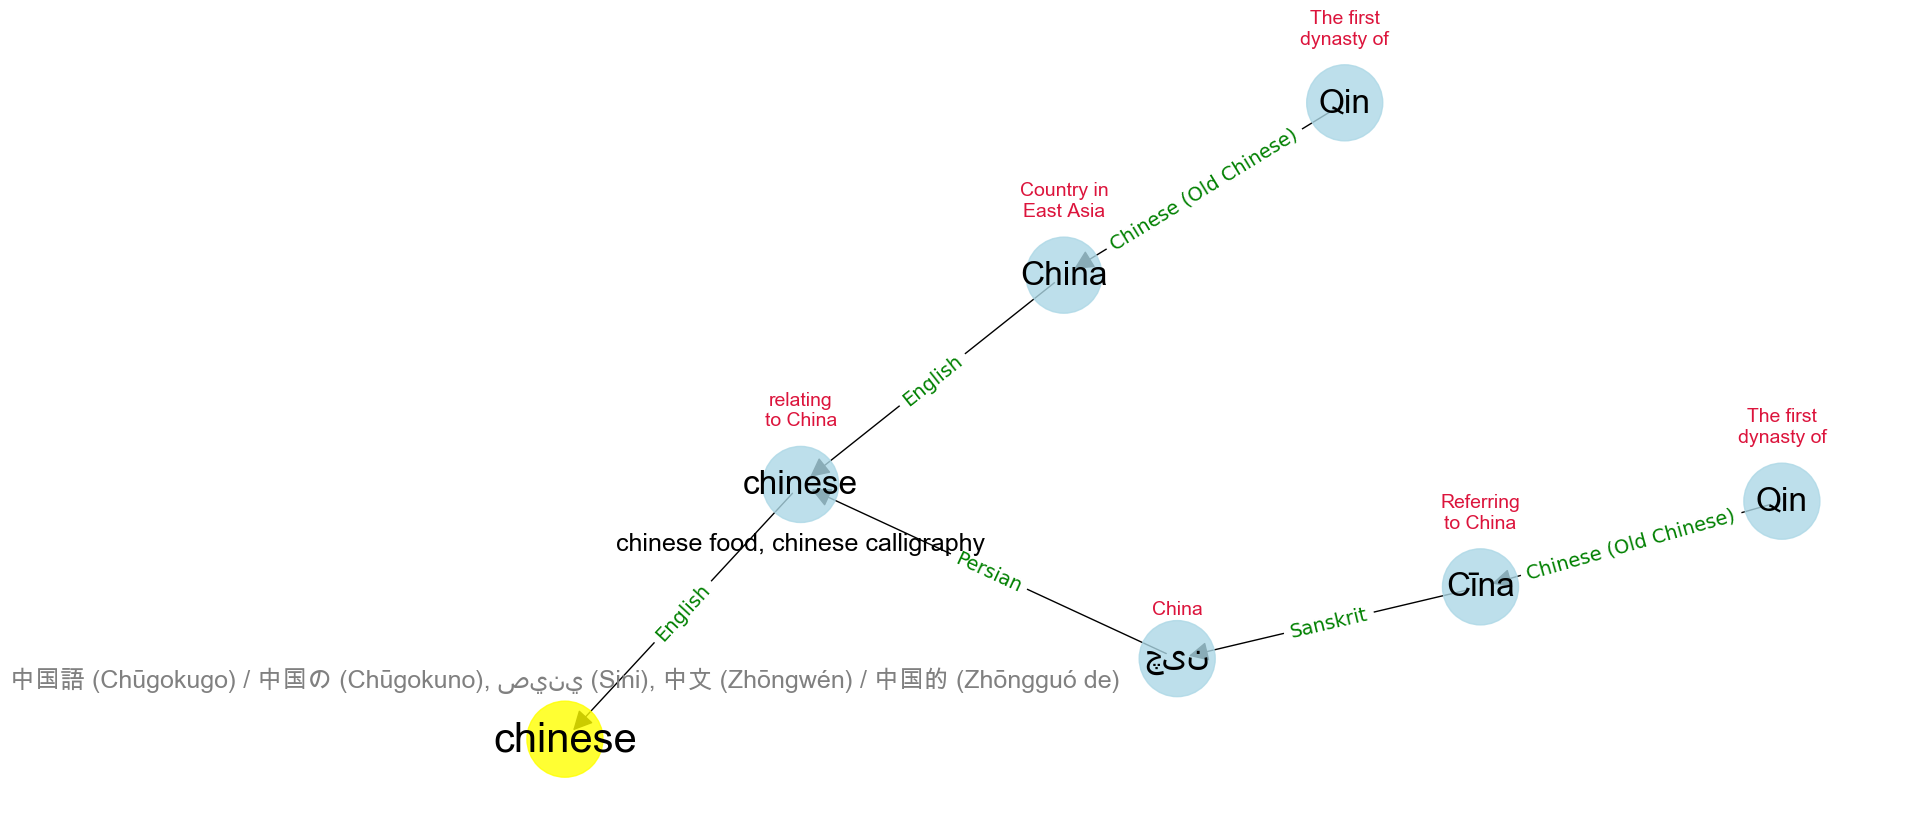 The first
dynasty of
Qin
Chinese (Old Chinese)
Country in
East Asia
China
English
relating
to China
chinese
chinese food, chinese calligraphy
Persian
The first
dynasty of
Qin
Chinese (Old Chinese)
Referring
to China
Cīna
Sanskrit
China
چین
English
中国語 (Chūgokugo) / 中国の (Chūgokuno), صيني (Sini), 中文 (Zhōngwén) / 中国的 (Zhōngguó de)
chinese